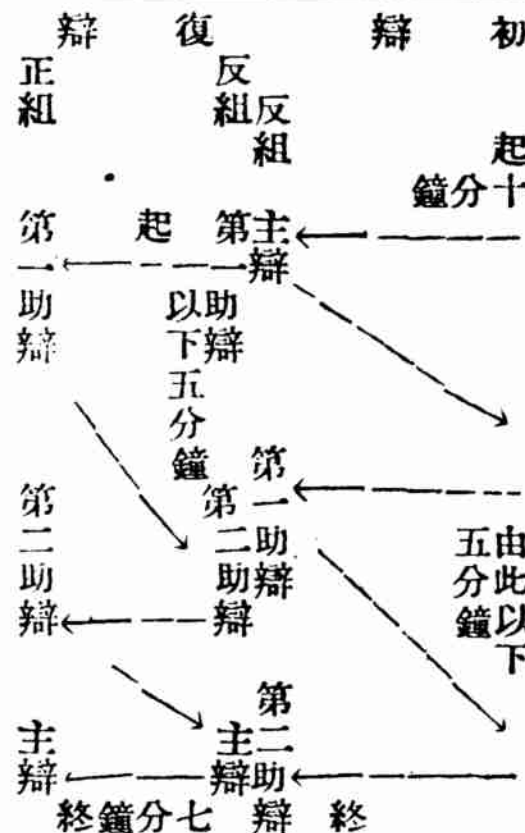 初辯
起
十分鐘
反組
主辯
第一助辯
由此以下
五分鐘
第二助辯
終
復辯
反組
第一助辯
起
以下五分鐘
第二助辯
主辯
正組
第一助辯
第二助辯
主辯
七分鐘終